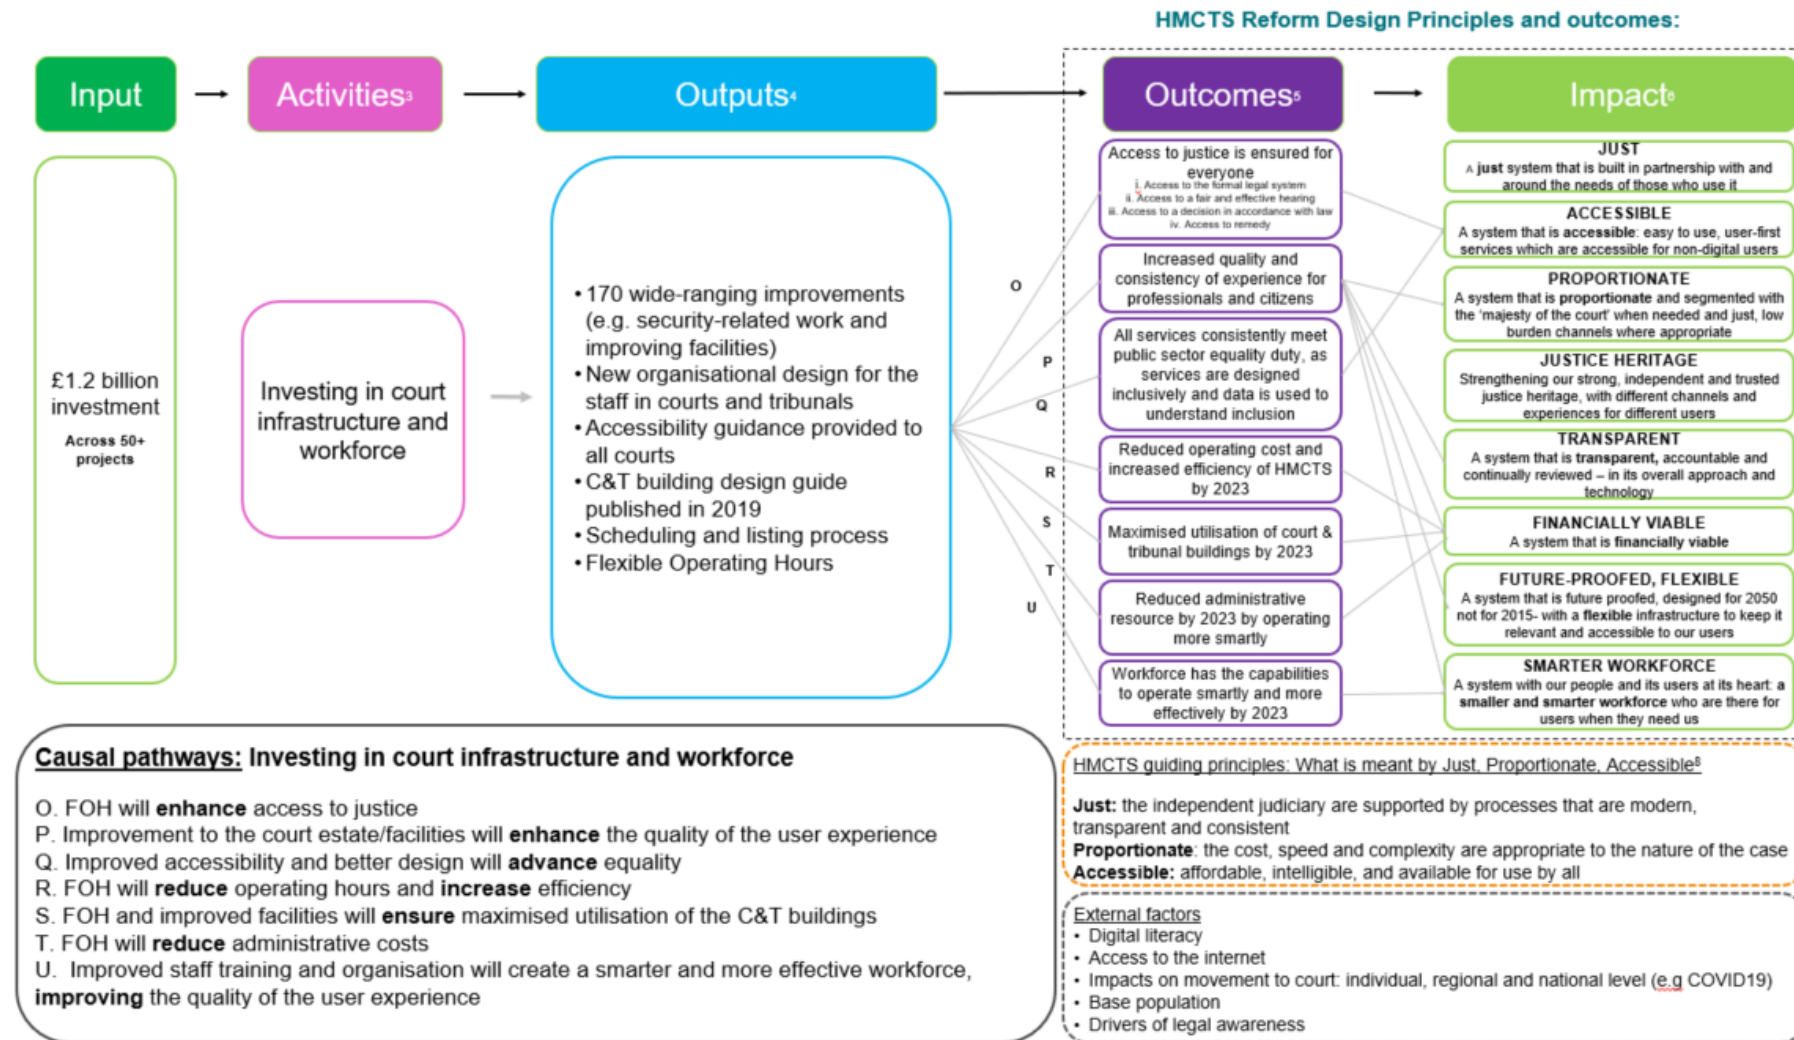 HMCTS Reform Design Principles and outcomes:
Input
Activities3
Outputs4
Outcomes5
Impact6
£1.2 billion
investment
Across 50+
projects
Investing in court
infrastructure and
workforce
• 170 wide-ranging improvements
(e.g. security-related work and
improving facilities)
• New organisational design for the
staff in courts and tribunals
• Accessibility guidance provided to
all courts
• C&T building design guide
published in 2019
• Scheduling and listing process
• Flexible Operating Hours
O
P
Q
R
S
T
U
Access to justice is ensured for
everyone
i. Access to the formal legal system
ii. Access to a fair and effective hearing
iii. Access to a decision in accordance with law
iv. Access to remedy
Increased quality and
consistency of experience for
professionals and citizens
All services consistently meet
public sector equality duty, as
services are designed
inclusively and data is used to
understand inclusion
Reduced operating cost and
increased efficiency of HMCTS
by 2023
Maximised utilisation of court &
tribunal buildings by 2023
Reduced administrative
resource by 2023 by operating
more smartly
Workforce has the capabilities
to operate smartly and more
effectively by 2023
JUST
A just system that is built in partnership with and
around the needs of those who use it
ACCESSIBLE
A system that is accessible: easy to use, user-first
services which are accessible for non-digital users
PROPORTIONATE
A system that is proportionate and segmented with
the 'majesty of the court' when needed and just, low
burden channels where appropriate
JUSTICE HERITAGE
Strengthening our strong, independent and trusted
justice heritage, with different channels and
experiences for different users
TRANSPARENT
A system that is transparent, accountable and
continually reviewed – in its overall approach and
technology
FINANCIALLY VIABLE
A system that is financially viable
FUTURE-PROOFED, FLEXIBLE
A system that is future proofed, designed for 2050
not for 2015- with a flexible infrastructure to keep it
relevant and accessible to our users
SMARTER WORKFORCE
A system with our people and its users at its heart: a
smaller and smarter workforce who are there for
users when they need us
Causal pathways: Investing in court infrastructure and workforce
O. FOH will enhance access to justice
P. Improvement to the court estate/facilities will enhance the quality of the user experience
Q. Improved accessibility and better design will advance equality
R. FOH will reduce operating hours and increase efficiency
S. FOH and improved facilities will ensure maximised utilisation of the C&T buildings
T. FOH will reduce administrative costs
U. Improved staff training and organisation will create a smarter and more effective workforce,
improving the quality of the user experience
HMCTS guiding principles: What is meant by Just, Proportionate, Accessible8
Just: the independent judiciary are supported by processes that are modern,
transparent and consistent
Proportionate: the cost, speed and complexity are appropriate to the nature of the case
Accessible: affordable, intelligible, and available for use by all
External factors
• Digital literacy
• Access to the internet
• Impacts on movement to court: individual, regional and national level (e.g COVID19)
• Base population
• Drivers of legal awareness